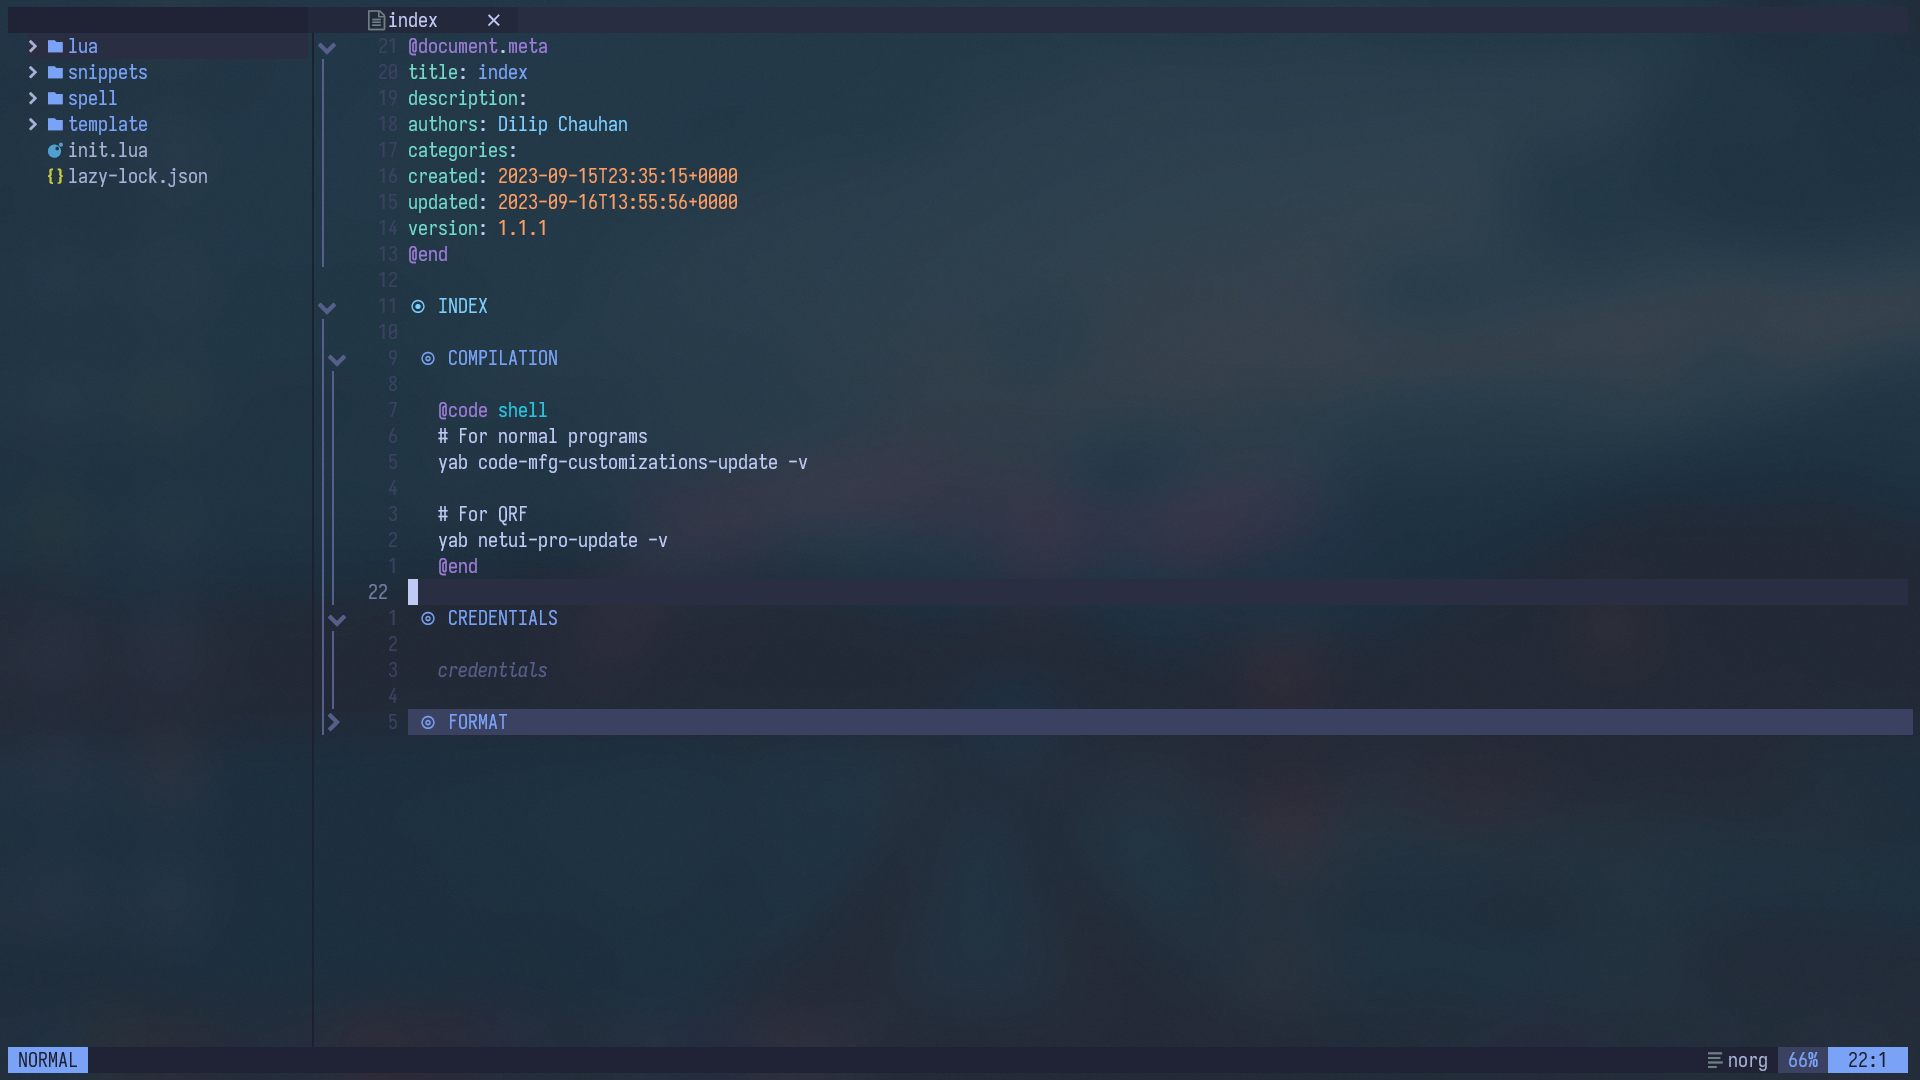 index ×
lua
snippets
spell
template
init.lua
{} lazy-lock.json
21 @document.meta
20 title: index
19 description:
18 authors: Dilip Chauhan
17 categories:
16 created: 2023-09-15T23:35:15+0000
15 updated: 2023-09-16T13:55:56+0000
14 version: 1.1.1
13 @end
12
11 INDEX
10
9 COMPILATION
8
7 @code shell
6 # For normal programs
5 yab code-mfg-customizations-update -v
4
3 # For QRF
2 yab netui-pro-update -v
1 @end
22
1 CREDENTIALS
2
3 credentials
4
5 FORMAT
NORMAL norg 66% 22:1